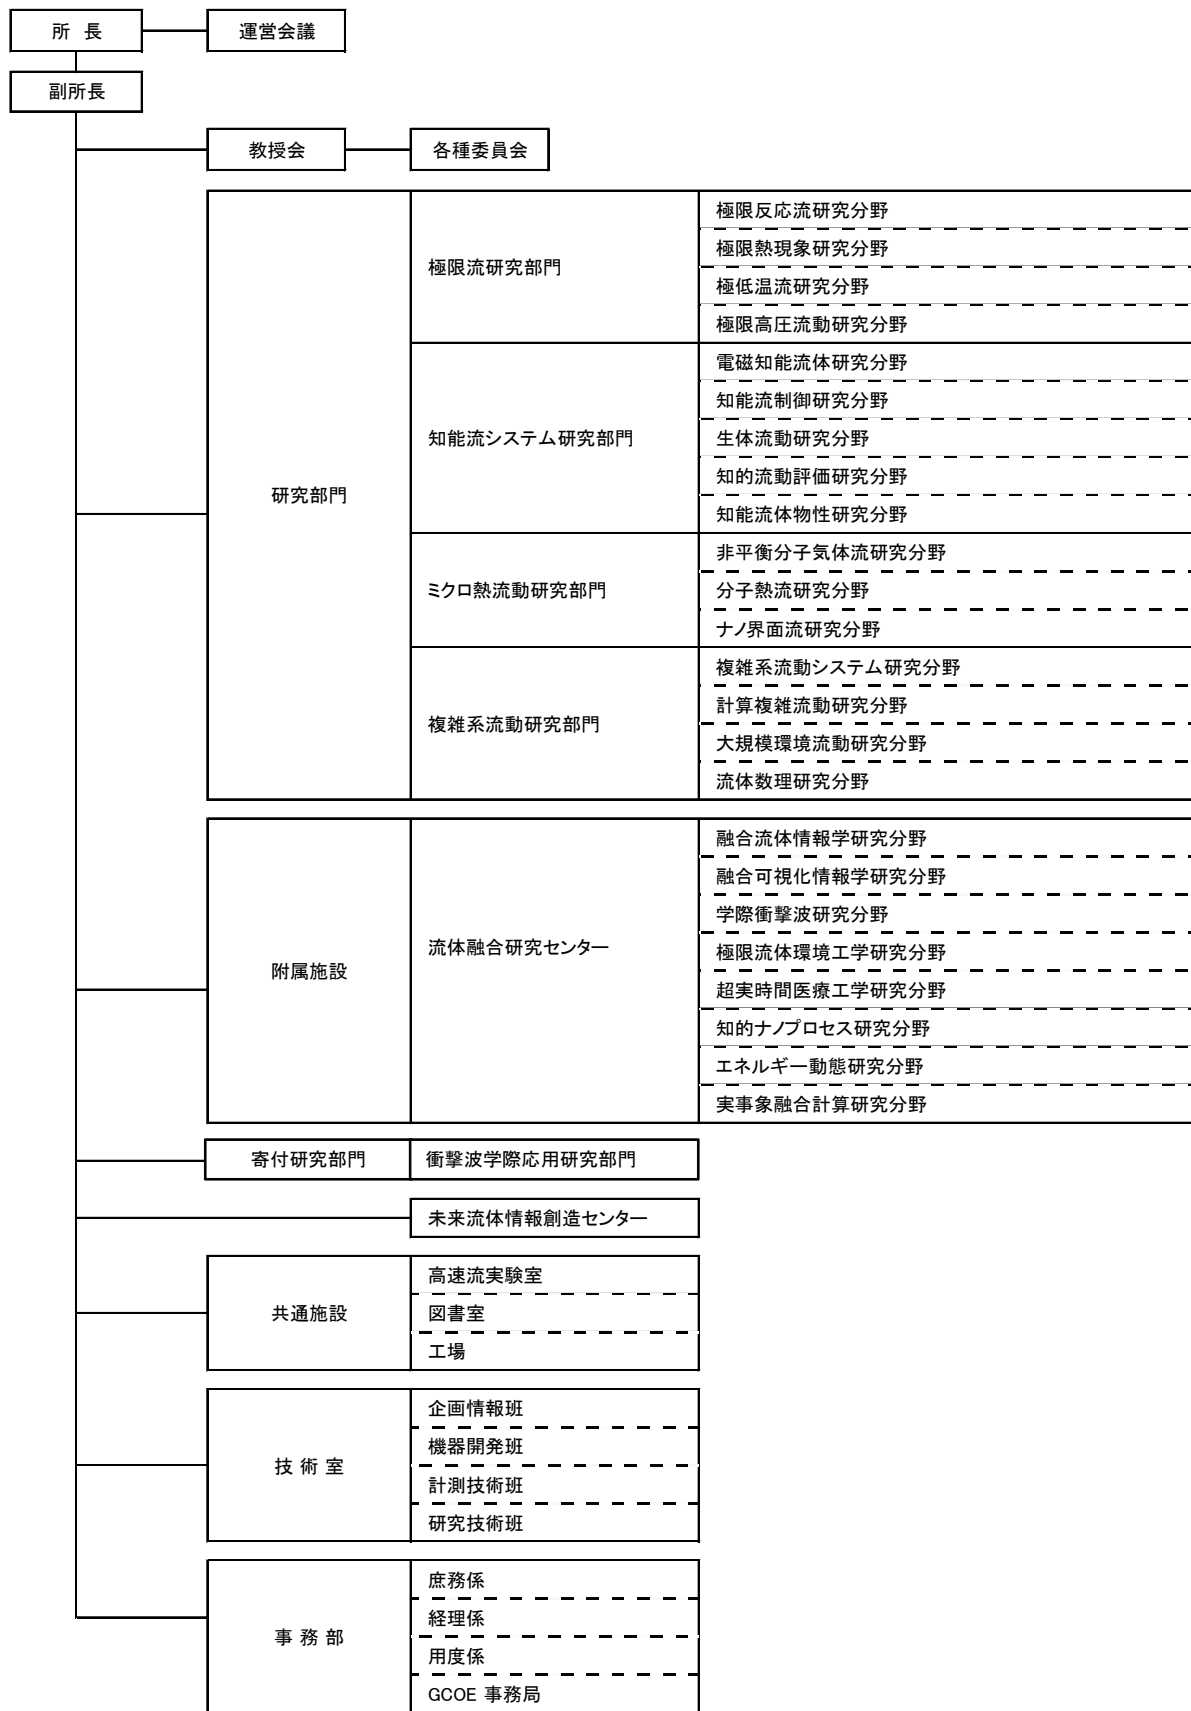 所 長
運営会議
副所長
教授会
各種委員会
研究部門
極限流研究部門
極限反応流研究分野
極限熱現象研究分野
極低温流研究分野
極限高圧流動研究分野
知能流システム研究部門
電磁知能流体研究分野
知能流制御研究分野
生体流動研究分野
知的流動評価研究分野
知能流体物性研究分野
ミクロ熱流動研究部門
非平衡分子気体流研究分野
分子熱流研究分野
ナノ界面流研究分野
複雑系流動研究部門
複雑系流動システム研究分野
計算複雑流動研究分野
大規模環境流動研究分野
流体数理研究分野
附属施設
流体融合研究センター
融合流体情報学研究分野
融合可視化情報学研究分野
学際衝撃波研究分野
極限流体環境工学研究分野
超実時間医療工学研究分野
知的ナノプロセス研究分野
エネルギー動態研究分野
実事象融合計算研究分野
寄付研究部門
衝撃波学際応用研究部門
未来流体情報創造センター
共通施設
高速流実験室
図書室
工場
技 術 室
企画情報班
機器開発班
計測技術班
研究技術班
事 務 部
庶務係
経理係
用度係
GCOE 事務局